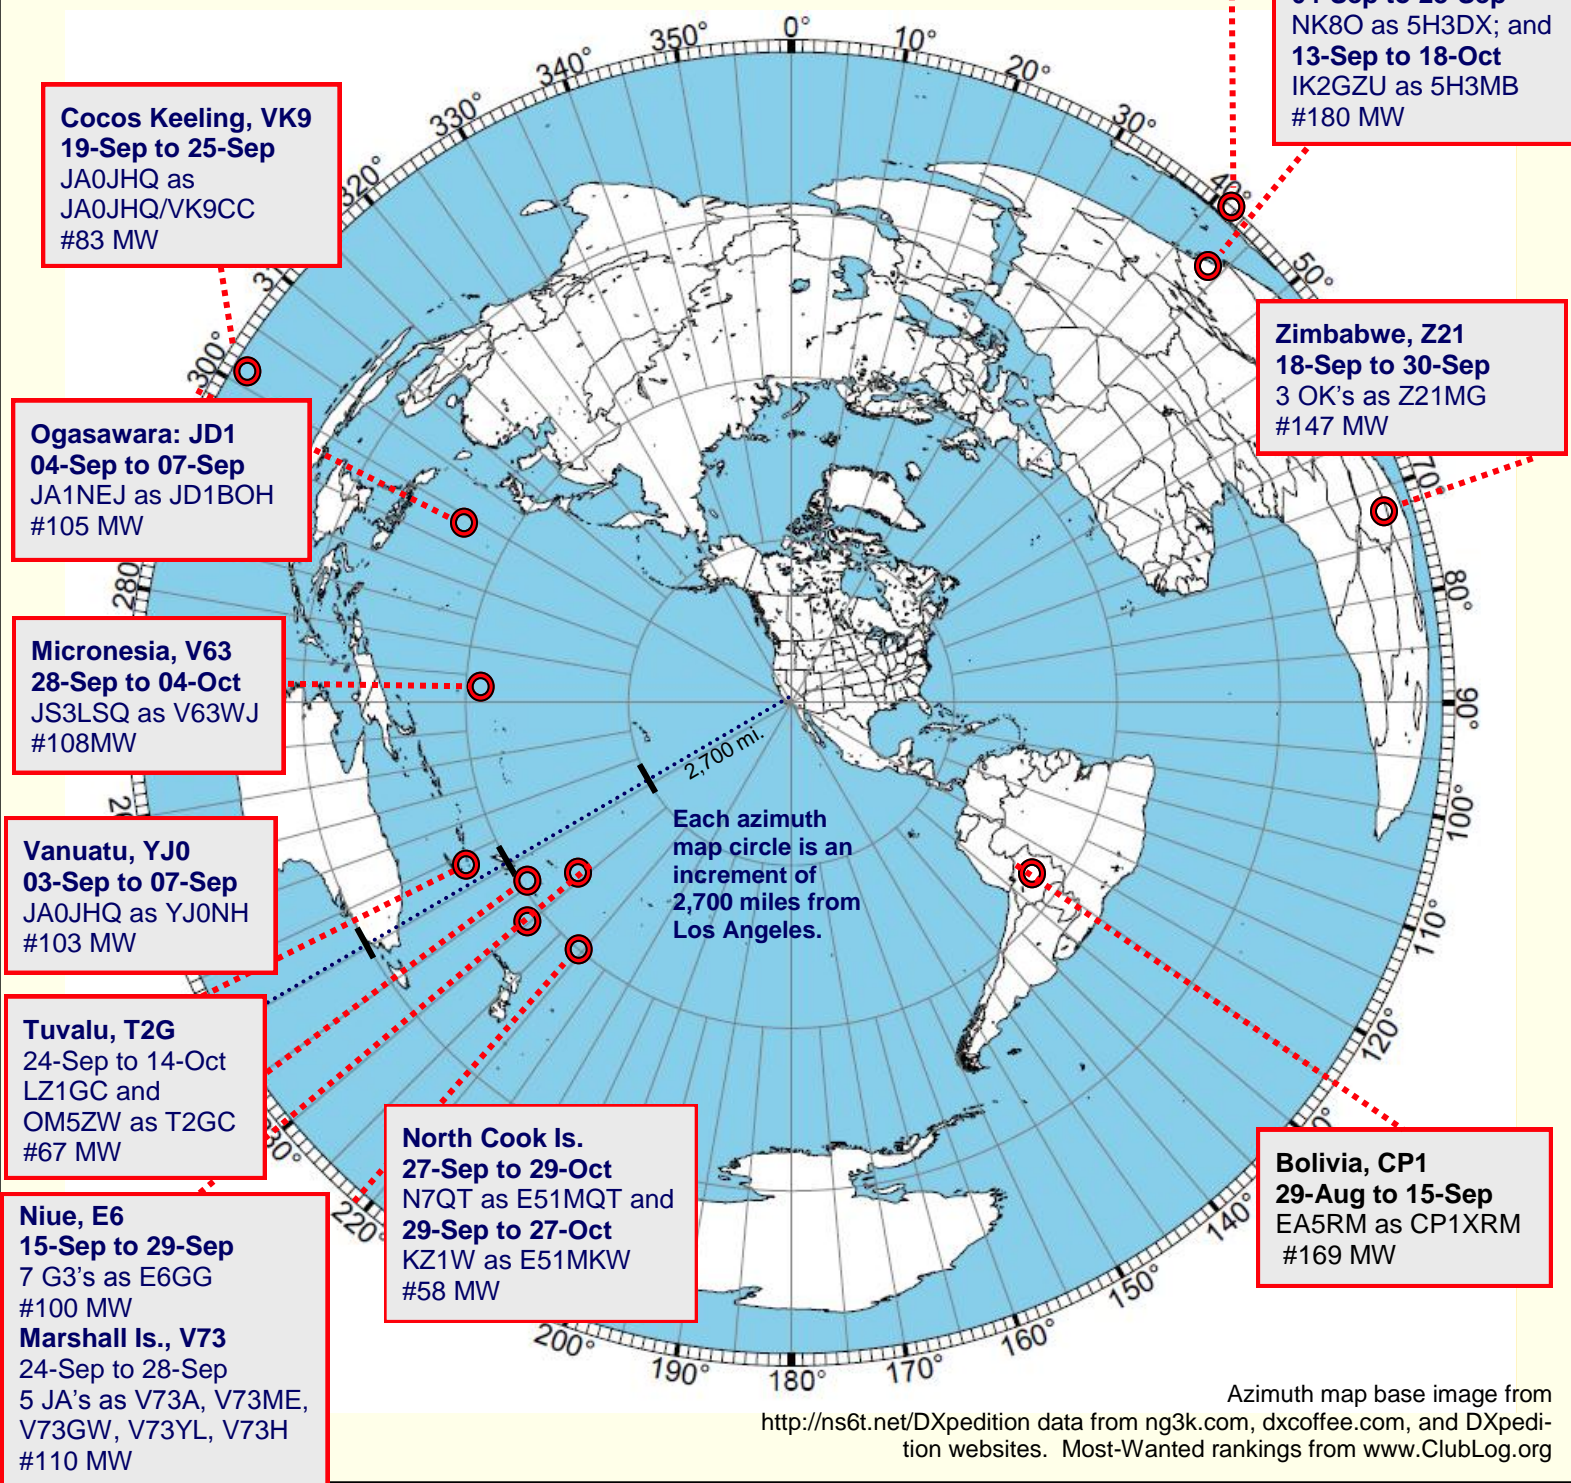 04-Sep to 28-Sep
NK8O as 5H3DX; and
13-Sep to 18-Oct
IK2GZU as 5H3MB
#180 MW
Cocos Keeling, VK9
19-Sep to 25-Sep
JA0JHQ as
JA0JHQ/VK9CC
#83 MW
Zimbabwe, Z21
18-Sep to 30-Sep
3 OK's as Z21MG
#147 MW
Ogasawara: JD1
04-Sep to 07-Sep
JA1NEJ as JD1BOH
#105 MW
Micronesia, V63
28-Sep to 04-Oct
JS3LSQ as V63WJ
#108MW
Vanuatu, YJ0
03-Sep to 07-Sep
JA0JHQ as YJ0NH
#103 MW
Tuvalu, T2G
24-Sep to 14-Oct
LZ1GC and
OM5ZW as T2GC
#67 MW
Niue, E6
15-Sep to 29-Sep
7 G3's as E6GG
#100 MW
Marshall Is., V73
24-Sep to 28-Sep
5 JA's as V73A, V73ME,
V73GW, V73YL, V73H
#110 MW
North Cook Is.
27-Sep to 29-Oct
N7QT as E51MQT and
29-Sep to 27-Oct
KZ1W as E51MKW
#58 MW
Bolivia, CP1
29-Aug to 15-Sep
EA5RM as CP1XRM
#169 MW
2,700 mi.
Each azimuth
map circle is an
increment of
2,700 miles from
Los Angeles.
0°
10°
20°
30°
40°
50°
70
80°
90°
100°
110°
120°
0°
140°
150°
160°
170°
180°
190°
200°
220°
30°
280
300°
320°
330°
340°
350°
Azimuth map base image from
http://ns6t.net/DXpedition data from ng3k.com, dxcoffee.com, and DXpedi-
tion websites. Most-Wanted rankings from www.ClubLog.org